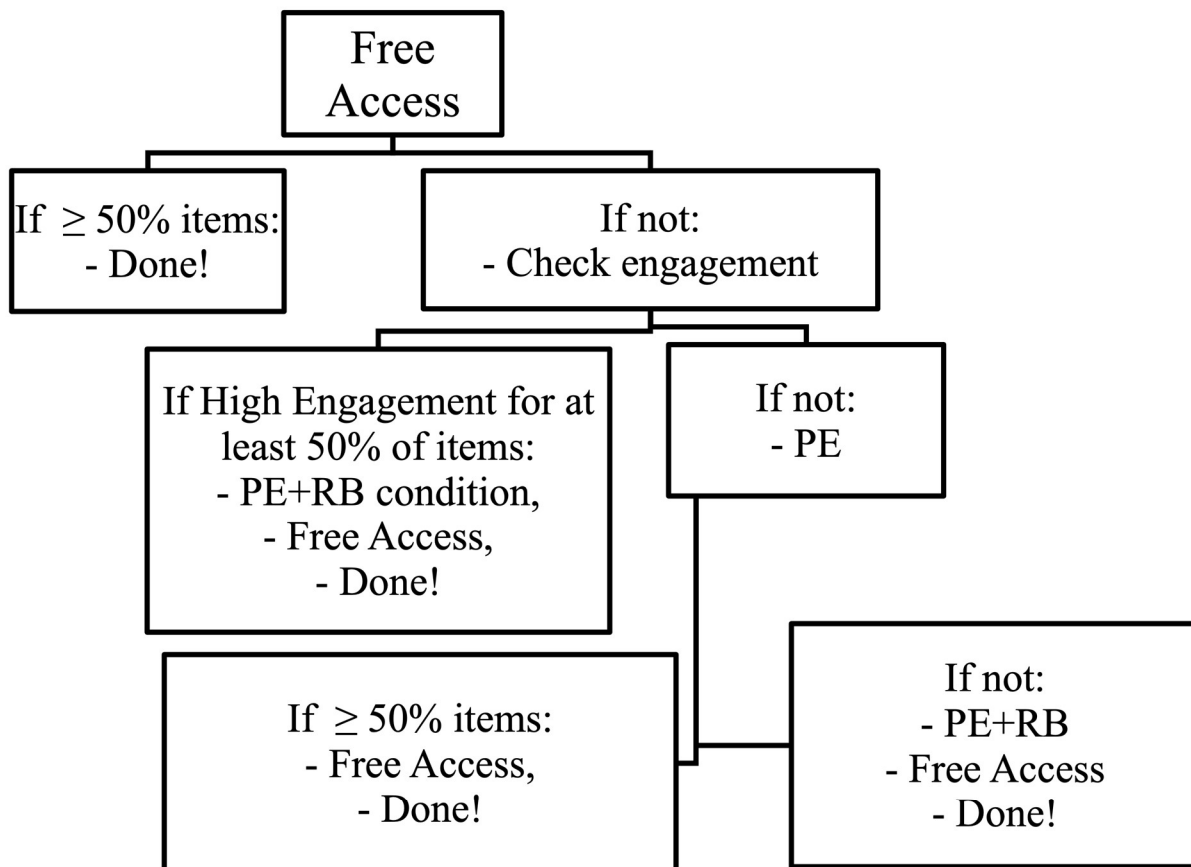 Free
Access
If ≥ 50% items:
- Done!
If not:
- Check engagement
If High Engagement for at
least 50% of items:
- PE+RB condition,
- Free Access,
- Done!
If not:
- PE
If ≥ 50% items:
- Free Access,
- Done!
If not:
- PE+RB
- Free Access
- Done!